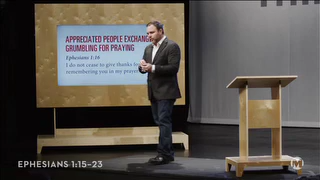 APPRECIATED PEOPLE EXCHANGE
GRUMBLING FOR PRAYING
Ephesians 1:16
I do not cease to give thanks fo
remembering you in my prayer
EPHESIANS 1:15–23
M